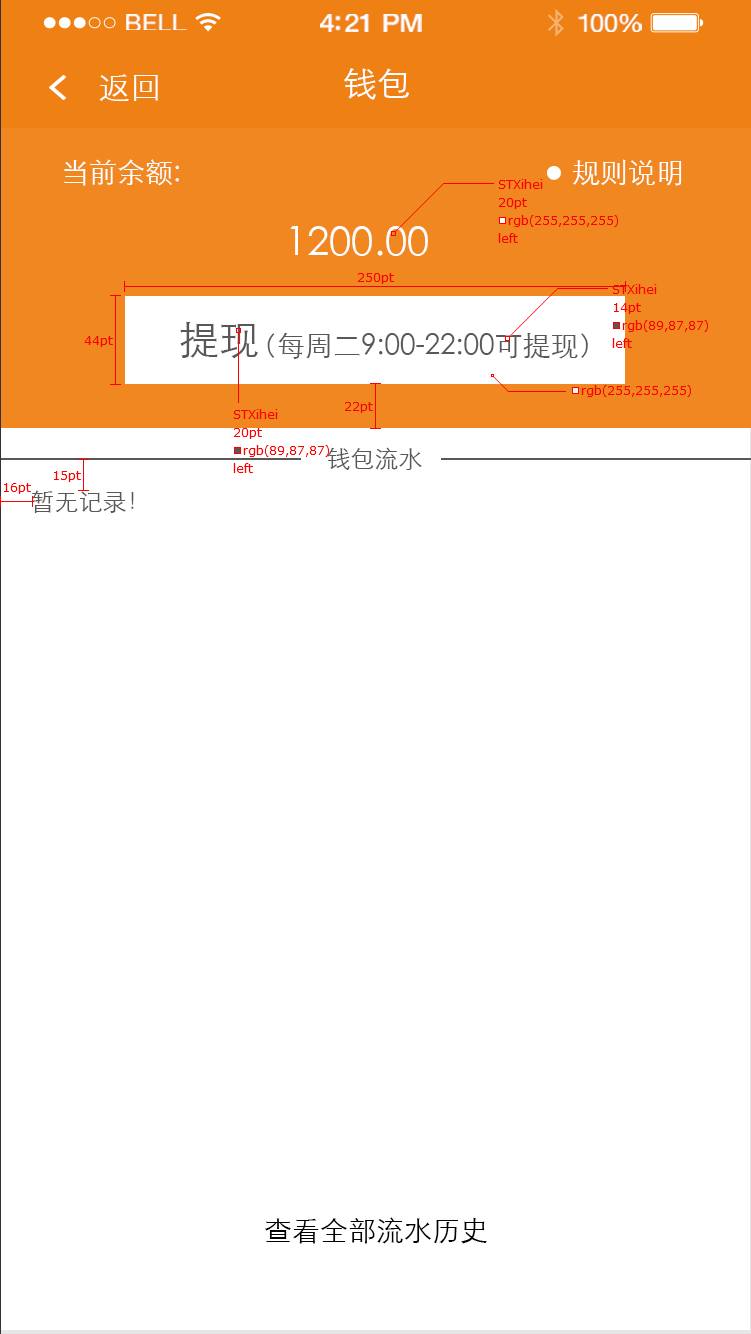 BELL 4:21 PM 100%
返回 钱包
当前余额: 规则说明
STXihei
20pt
rgb(255,255,255)
left
1200.00
250pt
STXihei
14pt
rgb(89,87,87)
left
44pt
提现(每周二9:00-22:00可提现)
rgb(255,255,255)
22pt
STXihei
20pt
rgb(89,87,87)
left
钱包流水
15pt
16pt
暂无记录!
查看全部流水历史